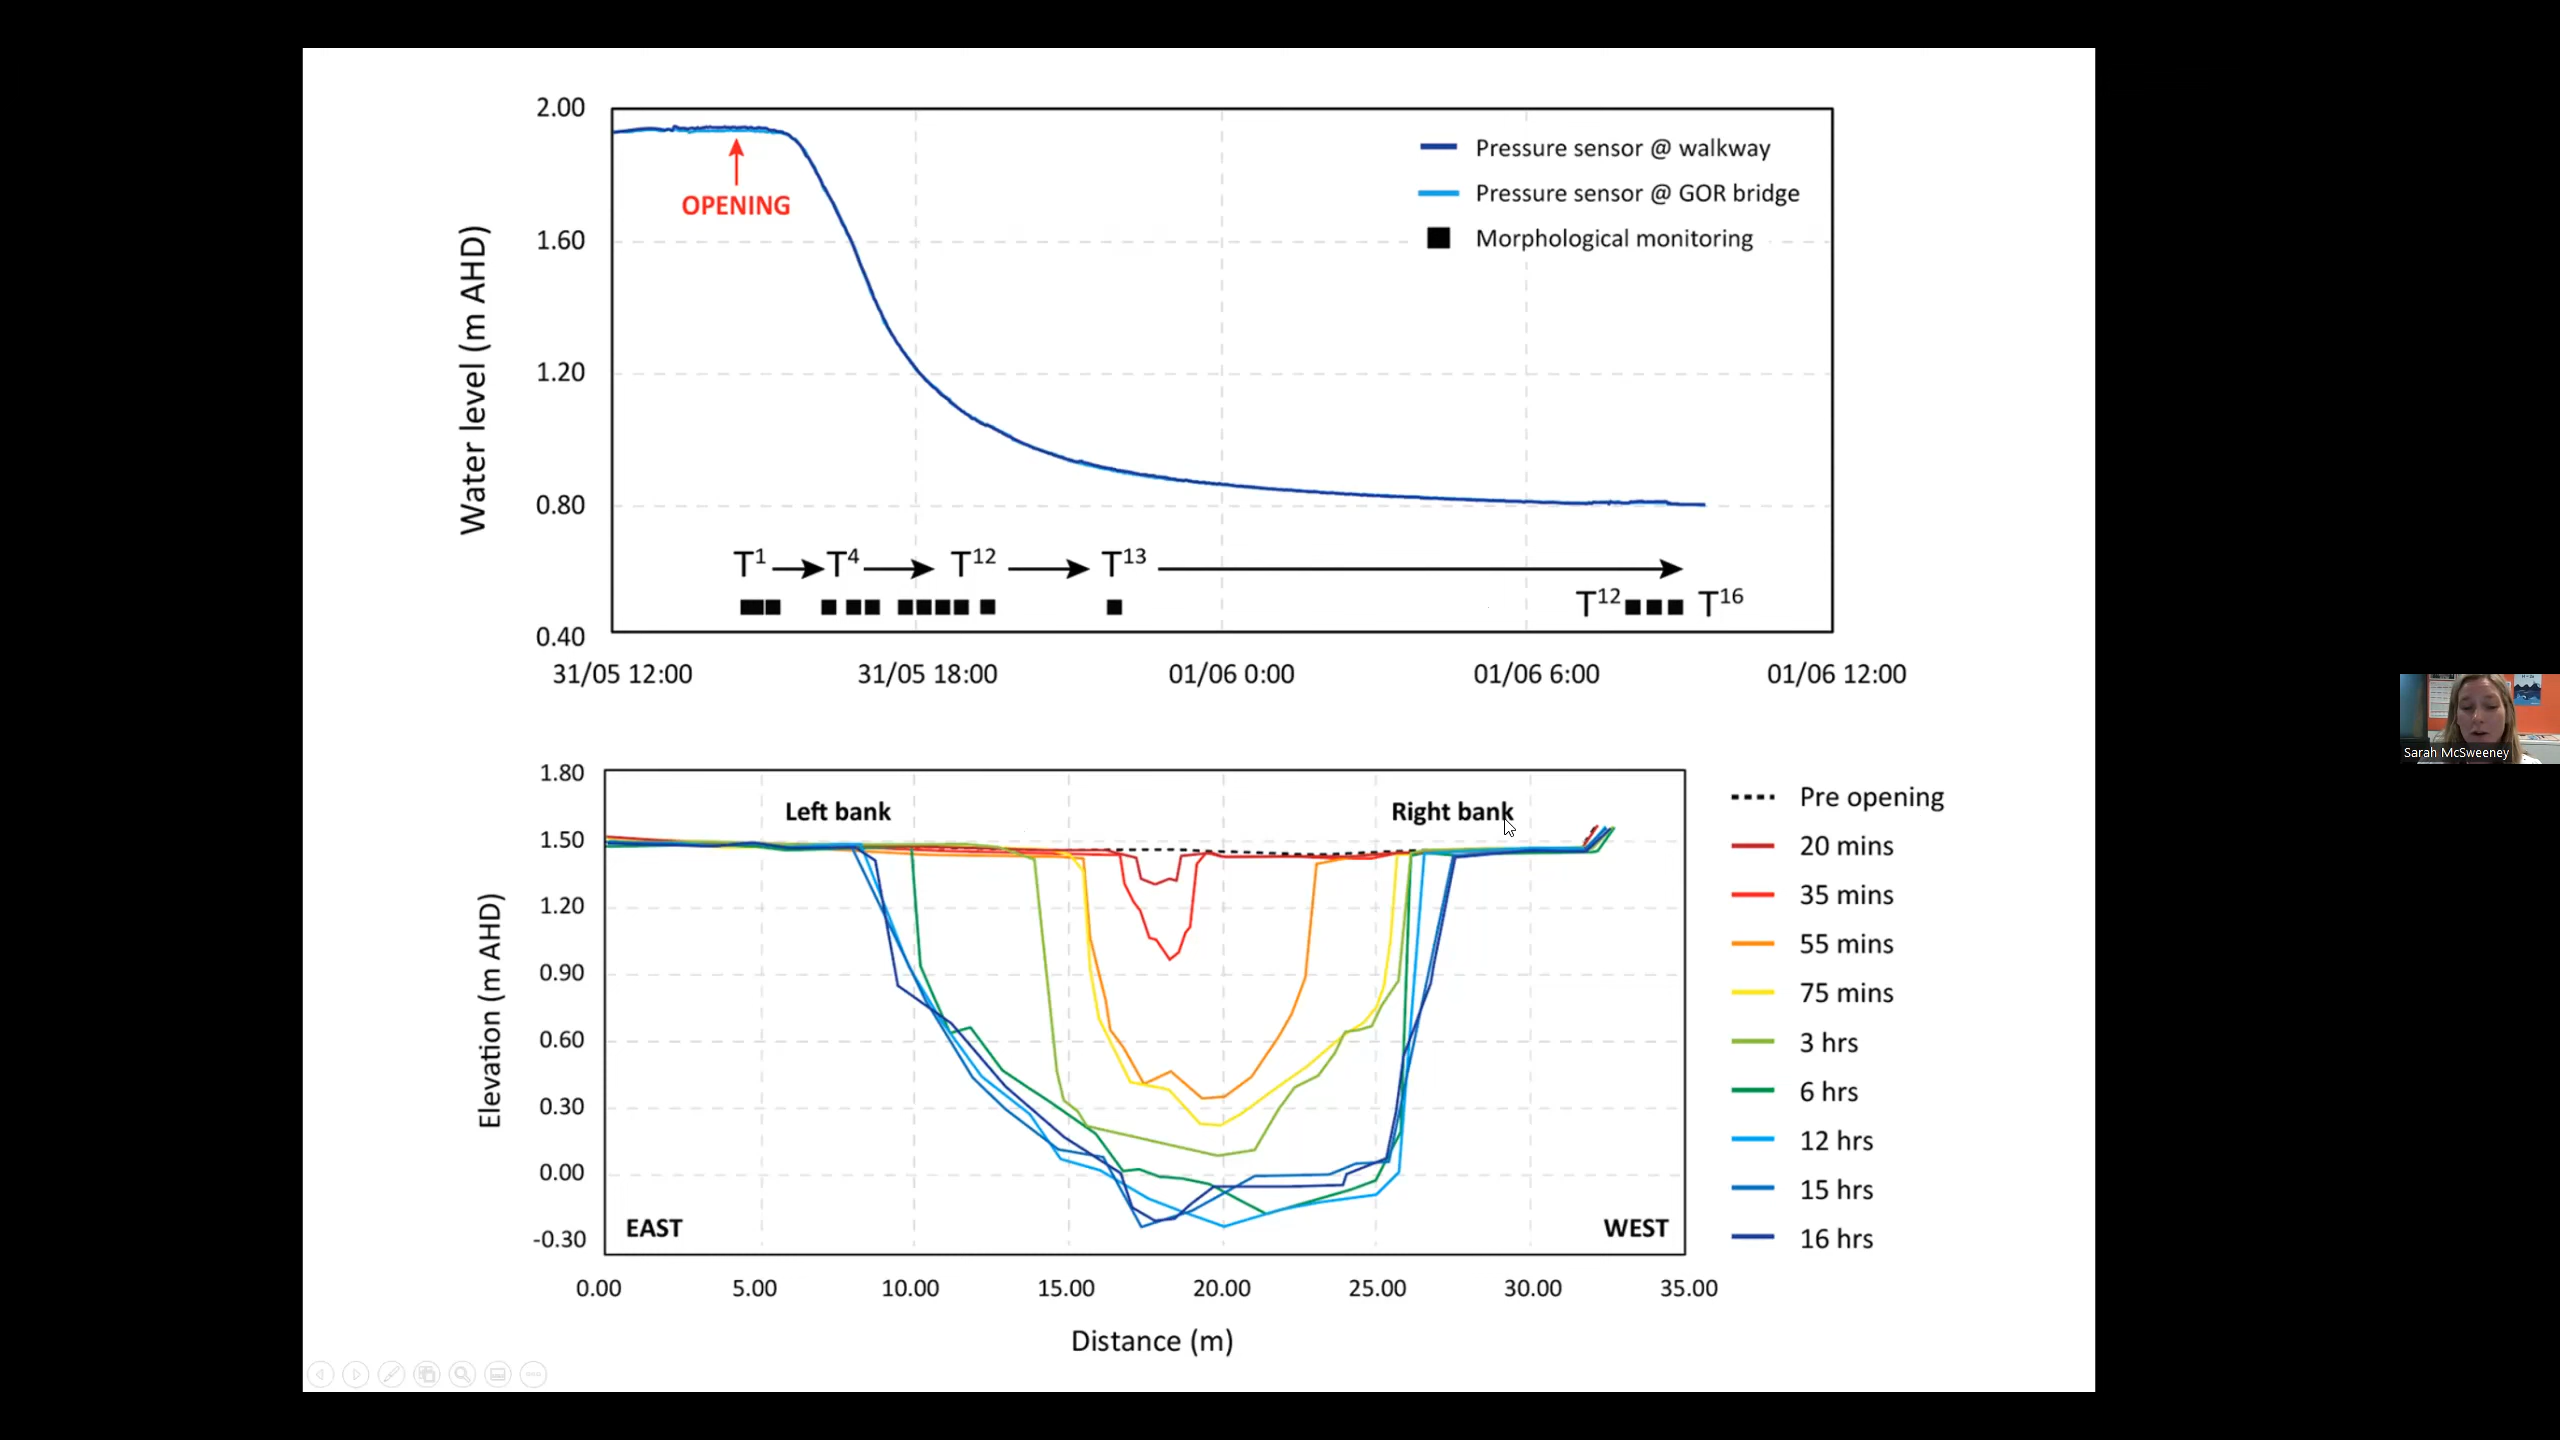 2.00
1.60
1.20
0.80
0.40
Water level (m AHD)
OPENING
Pressure sensor @ walkway
Pressure sensor @ GOR bridge
Morphological monitoring
T1 T4 T12 T13
T12 T16
31/05 12:00 31/05 18:00 01/06 0:00 01/06 6:00 01/06 12:00
Sarah McSweeney
1.80
1.50
1.20
0.90
0.60
0.30
0.00
-0.30
Elevation (m AHD)
Left bank Right bank
EAST WEST
0.00 5.00 10.00 15.00 20.00 25.00 30.00 35.00
Distance (m)
Pre opening
20 mins
35 mins
55 mins
75 mins
3 hrs
6 hrs
12 hrs
15 hrs
16 hrs